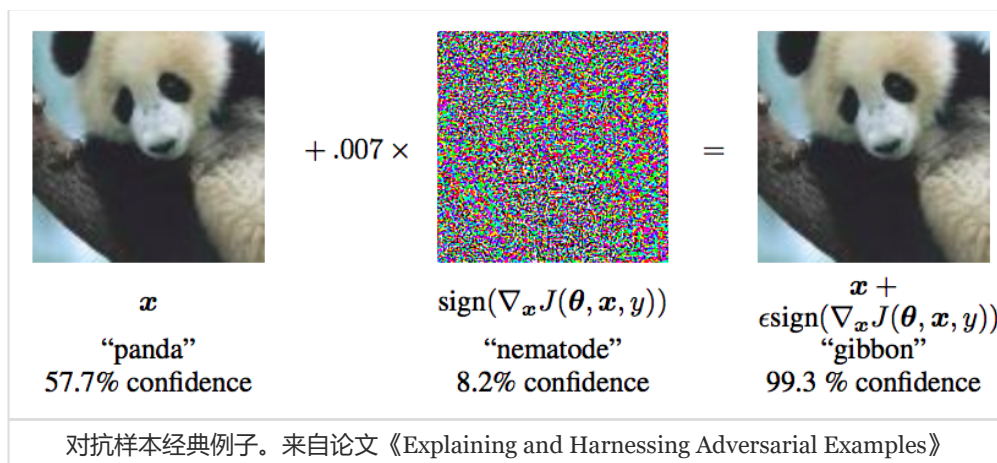 + .007 ×
=
x
sign(∇ₓJ(θ, x, y))
x +
ϵsign(∇ₓJ(θ, x, y))
“panda”
“nematode”
“gibbon”
57.7% confidence
8.2% confidence
99.3 % confidence
对抗样本经典例子。来自论文《Explaining and Harnessing Adversarial Examples》